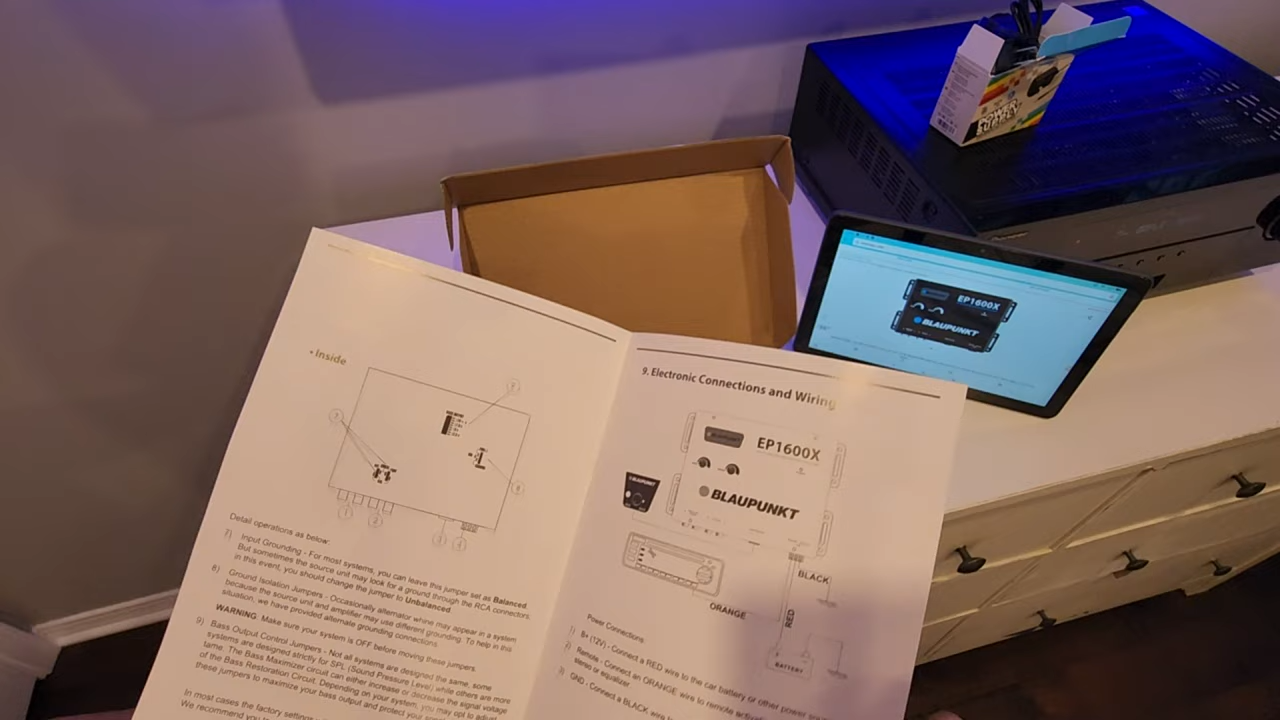 POWER
SUPPLY
EP1600X
BLAUPUNKT
• Inside
Detail operations as below:
7) Input Grounding - For most systems, you can leave this jumper set as Balanced.
But sometimes the source unit may look for a ground through the RCA connectors,
in this event, you should change the jumper to Unbalanced.
8) Ground Isolation Jumpers - Occasionally alternator whine may appear in a system
because the source unit and amplifier may use different grounding. To help in this
situation, we have provided alternate grounding connections.
WARNING: Make sure your system is OFF before moving these jumpers.
9) Bass Output Control Jumpers - Not all systems are designed the same, some
systems are designed strictly for SPL (Sound Pressure Level) while others are more
tame. The Bass Maximizer circuit can either increase or decrease the signal voltage
of the Bass Restoration Circuit. Depending on your system, you may opt to adjust
these jumpers to maximize your bass output and protect your
In most cases the factory settings
We recommend you
9. Electronic Connections and Wiring
BLAUPUNKT
EP1600X
BLAUPUNKT
BLAUPUNKT
BLACK
RED
ORANGE
BATTERY
Power Connections:
B+ (12V) - Connect a RED wire to the car battery or other power
Remote - Connect an ORANGE wire to remote
stereo or equalizer.
GND - Connect a BLACK wire